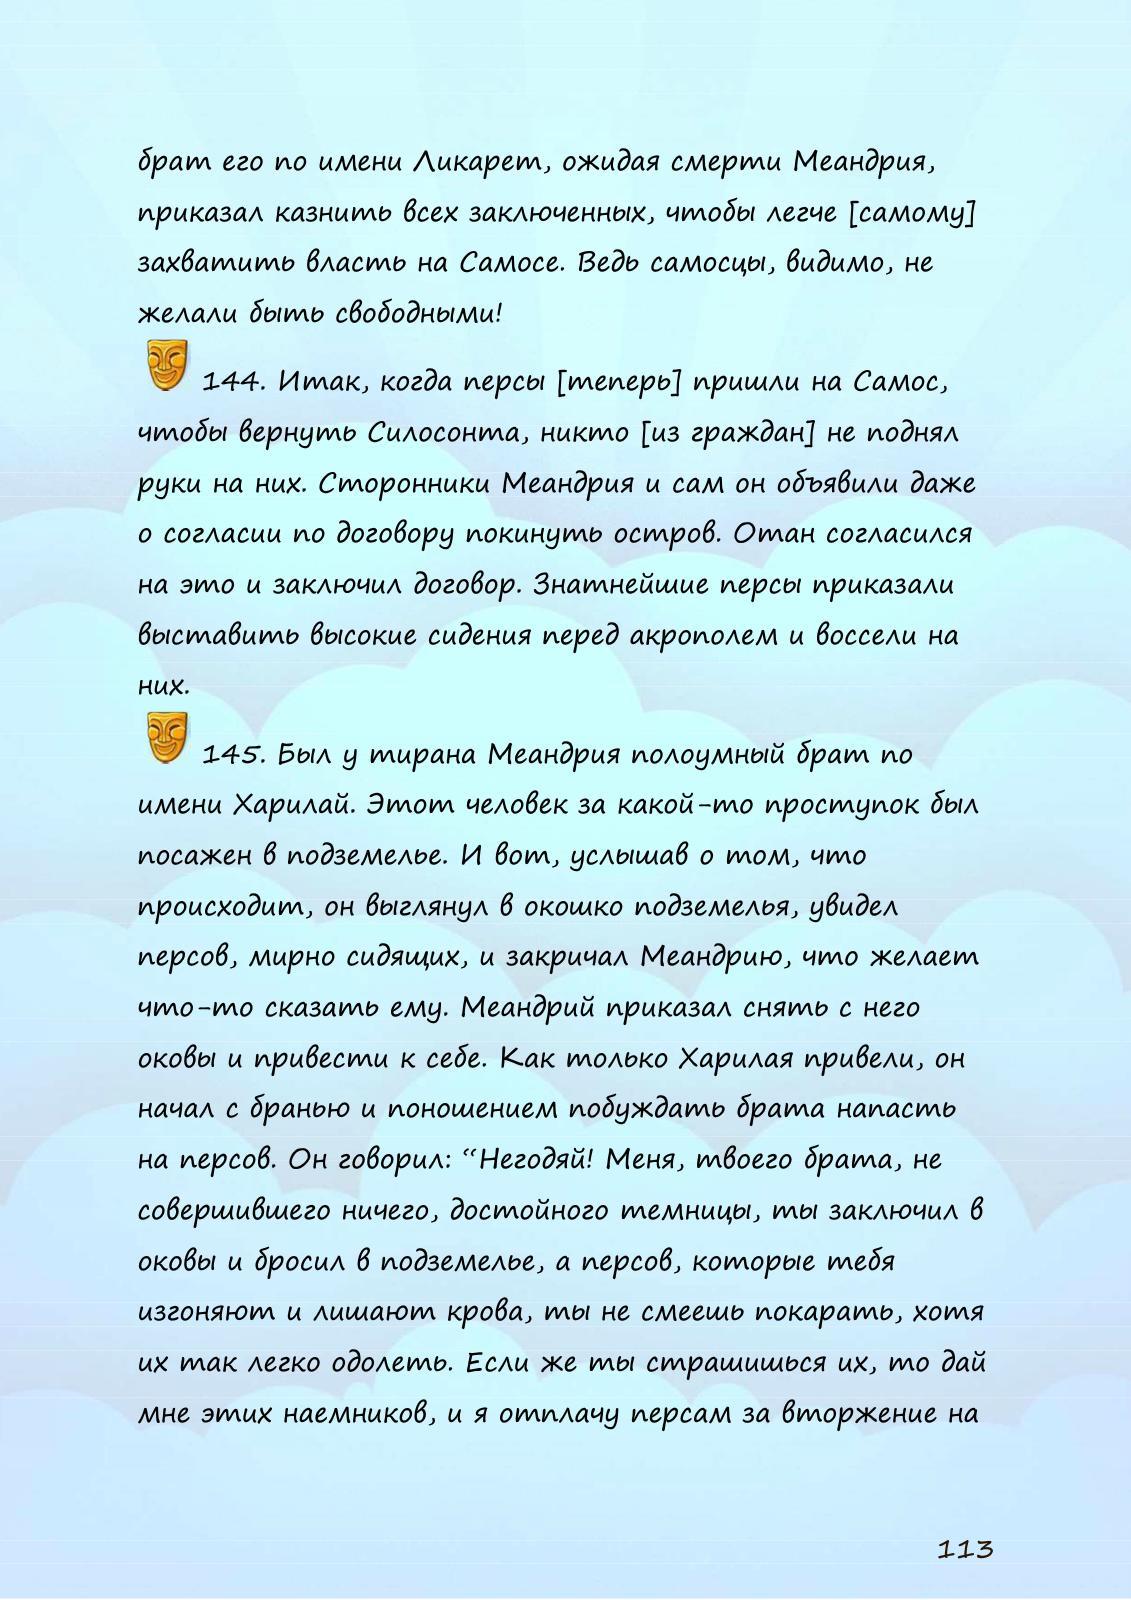 брат его по имени Ликарет, ожидая смерти Меандрия,
приказал казнить всех заключенных, чтобы легче [самому]
захватить власть на Самосе. Ведь самосцы, видимо, не
желали быть свободными!
144. Итак, когда персы [теперь] пришли на Самос,
чтобы вернуть Силосонта, никто [из граждан] не поднял
руки на них. Сторонники Меандрия и сам он объявили даже
о согласии по договору покинуть остров. Отан согласился
на это и заключил договор. Знатнейшие персы приказали
выставить высокие сидения перед акрополем и воссели на
них.
145. Был у тирана Меандрия полоумный брат по
имени Харилай. Этот человек за какой-то проступок был
посажен в подземелье. И вот, услышав о том, что
происходит, он выглянул в окошко подземелья, увидел
персов, мирно сидящих, и закричал Меандрию, что желает
что-то сказать ему. Меандрий приказал снять с него
оковы и привести к себе. Как только Харилая привели, он
начал с бранью и поношением побуждать брата напасть
на персов. Он говорил: “Негодяй! Меня, твоего брата, не
совершившего ничего, достойного темницы, ты заключил в
оковы и бросил в подземелье, а персов, которые тебя
изгоняют и лишают крова, ты не смеешь покарать, хотя
их так легко одолеть. Если же ты страшишься их, то дай
мне этих наемников, и я отплачу персам за вторжение на
113